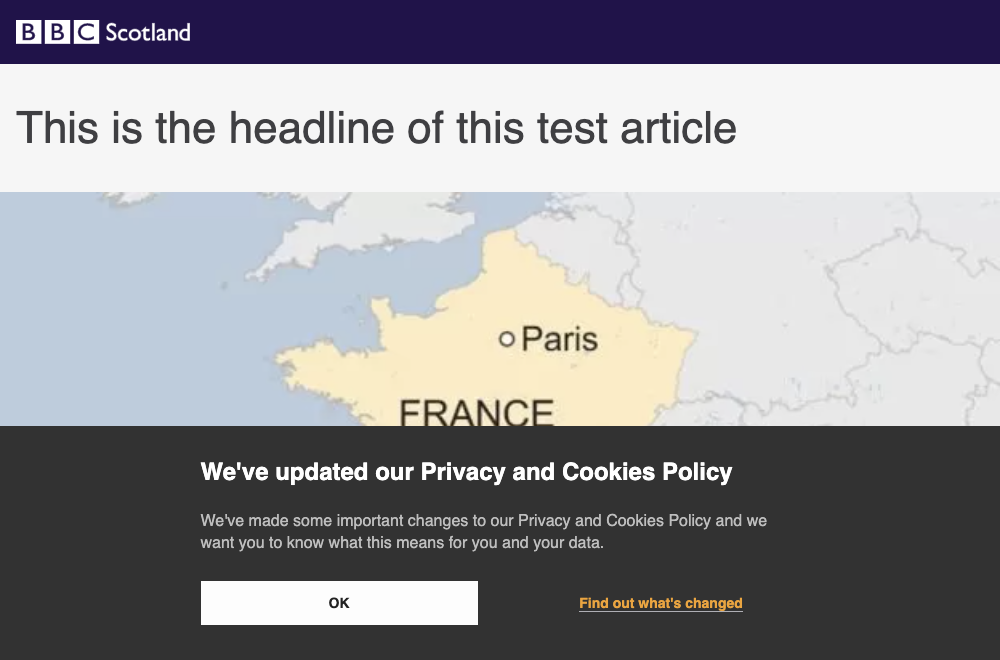 BBC Scotland
This is the headline of this test article
Paris
FRANCE
We've updated our Privacy and Cookies Policy
We've made some important changes to our Privacy and Cookies Policy and we
want you to know what this means for you and your data.
OK
Find out what's changed